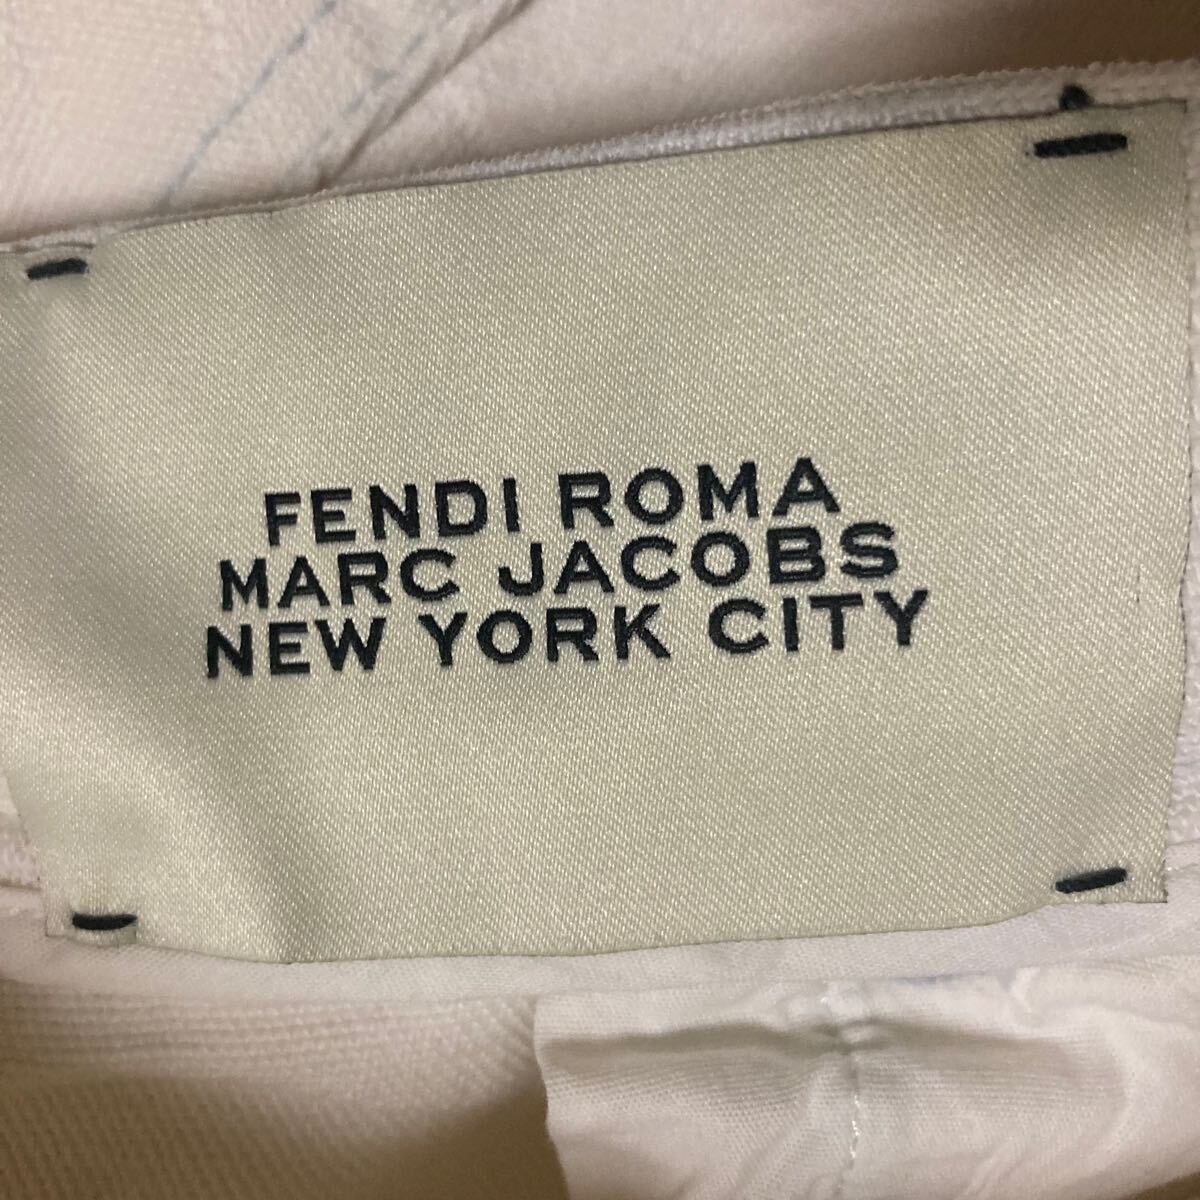 FENDI ROMA
MARC JACOBS
NEW YORK CITY